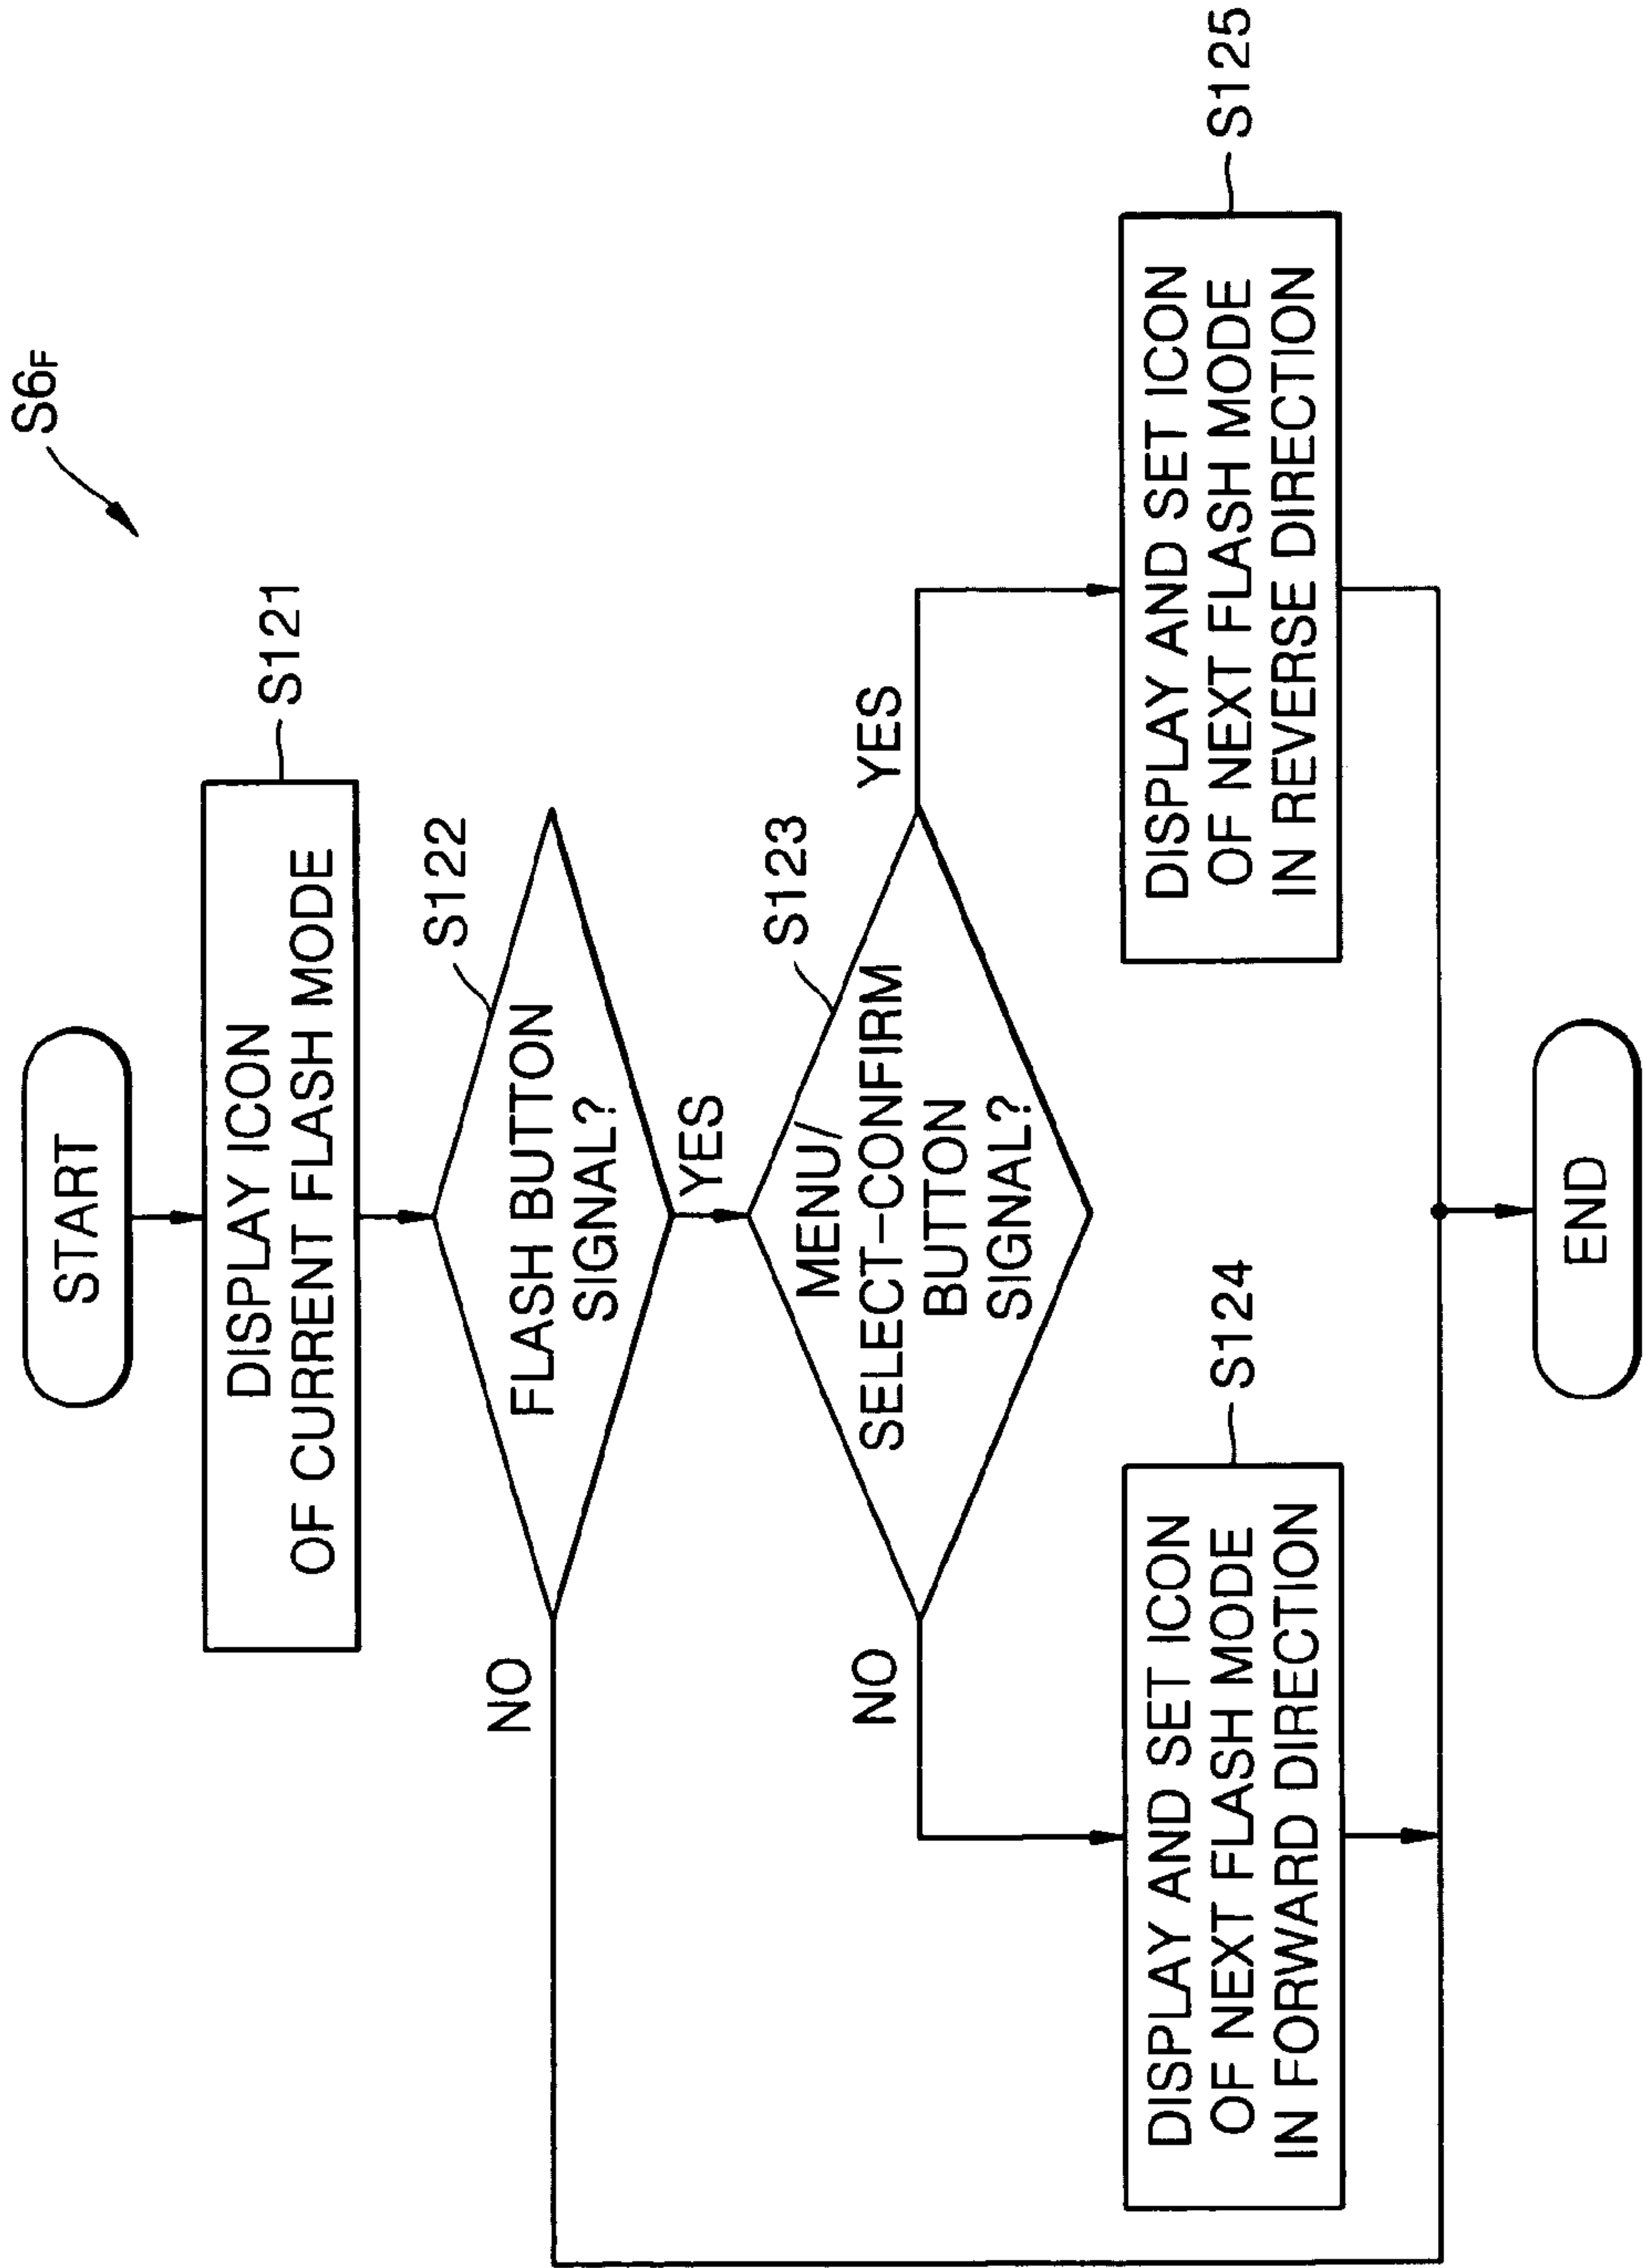 S6F
START
DISPLAY ICON
OF CURRENT FLASH MODE
S121
FLASH BUTTON
SIGNAL?
S122
NO
YES
MENU/
SELECT-CONFIRM
BUTTON
SIGNAL?
S123
NO
YES
DISPLAY AND SET ICON
OF NEXT FLASH MODE
IN FORWARD DIRECTION
S124
DISPLAY AND SET ICON
OF NEXT FLASH MODE
IN REVERSE DIRECTION
S125
END